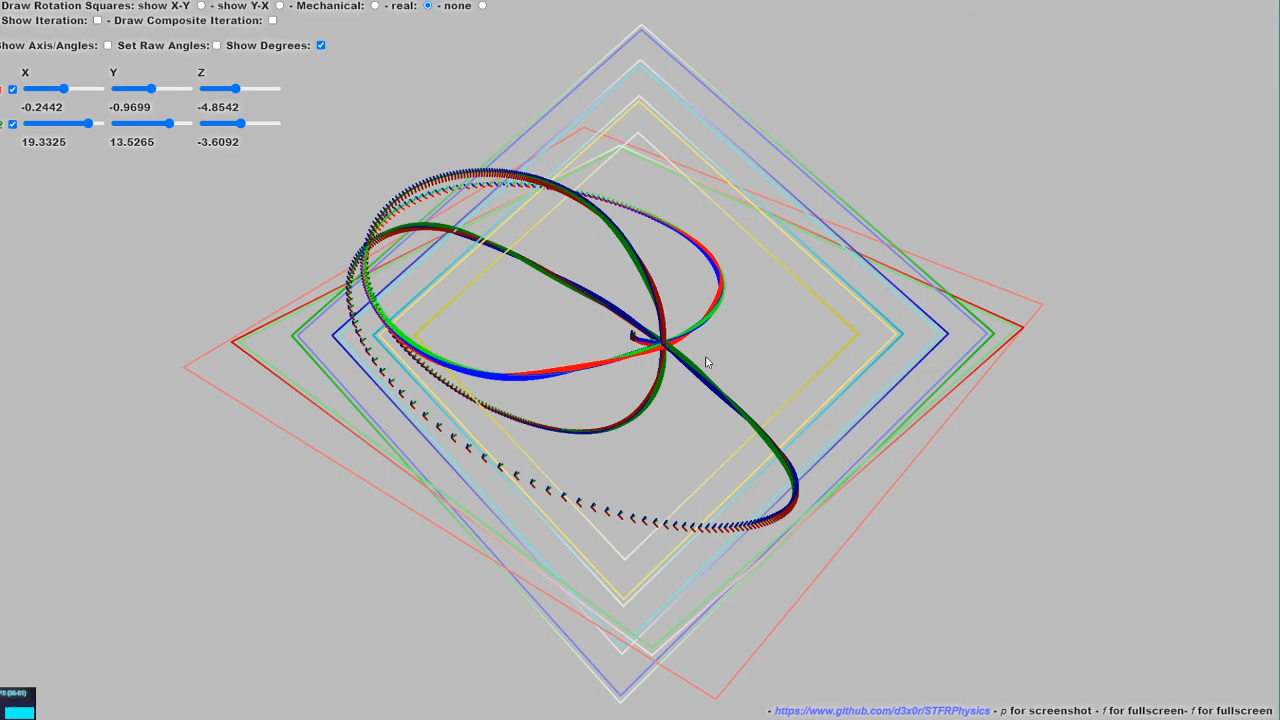 Draw Rotation Squares: show X-Y - show Y-X - Mechanical: - real: - none
Show Iteration: - Draw Composite Iteration:
Show Axis/Angles: Set Raw Angles: Show Degrees:
X Y Z
-0.2442 -0.9699 -4.8542
2
19.3325 13.5265 -3.6092
- https://www.github.com/d3x0r/STFRPhysics - p for screenshot - f for fullscreen- f for fullscreen